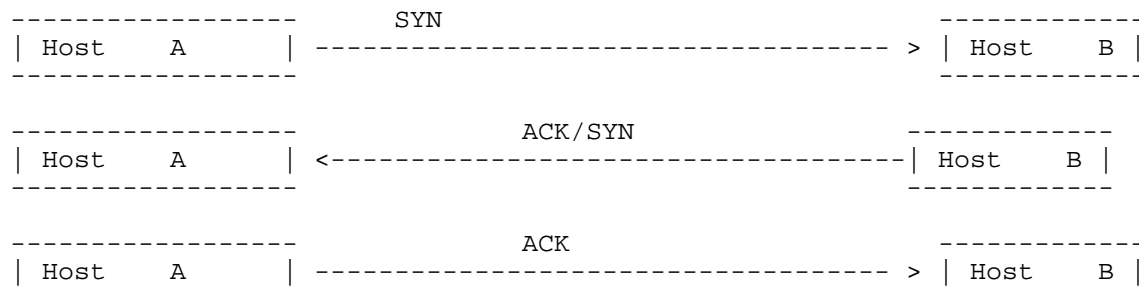 SYN
| Host A | ------------------------------------ > | Host B |
ACK/SYN
| Host A | <------------------------------------| Host B |
ACK
| Host A | ------------------------------------ > | Host B |